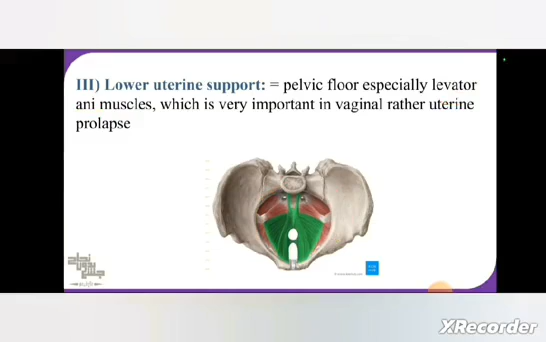 III) Lower uterine support: = pelvic floor especially levator
ani muscles, which is very important in vaginal rather uterine
prolapse
XRecorder